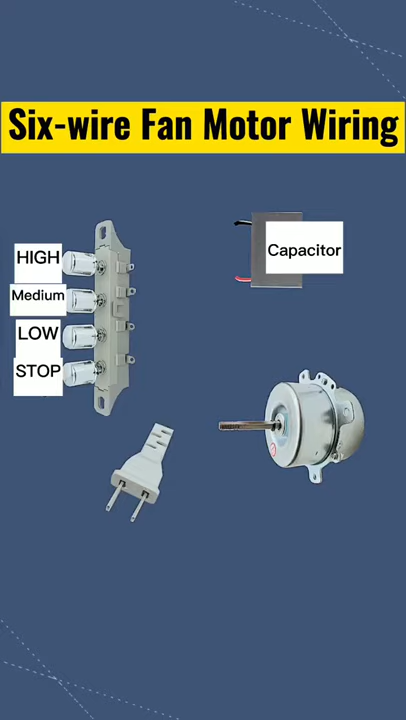 Six-wire Fan Motor Wiring
HIGH
Medium
LOW
STOP
Capacitor